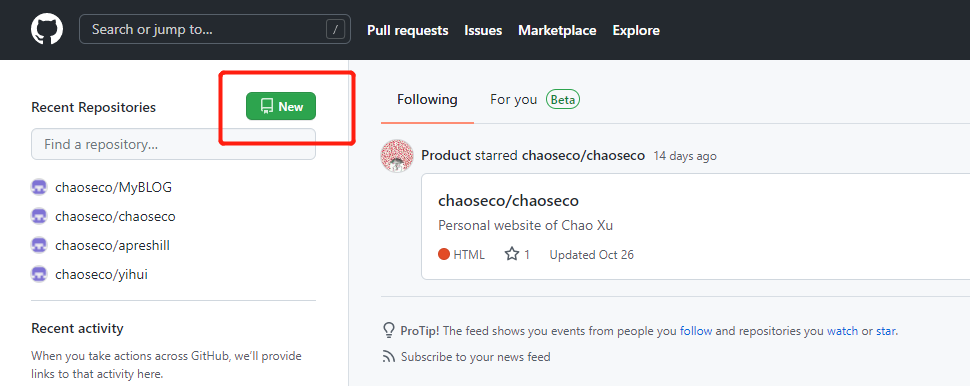 Search or jump to... /
Pull requests Issues Marketplace Explore
Recent Repositories
New
Find a repository...
chaoseco/MyBLOG
chaoseco/chaoseco
chaoseco/apreshill
chaoseco/yihui
Recent activity
When you take actions across GitHub, we'll provide
links to that activity here.
Following For you Beta
Product starred chaoseco/chaoseco 14 days ago
chaoseco/chaoseco
Personal website of Chao Xu
HTML 1 Updated Oct 26
ProTip! The feed shows you events from people you follow and repositories you watch or star.
Subscribe to your news feed